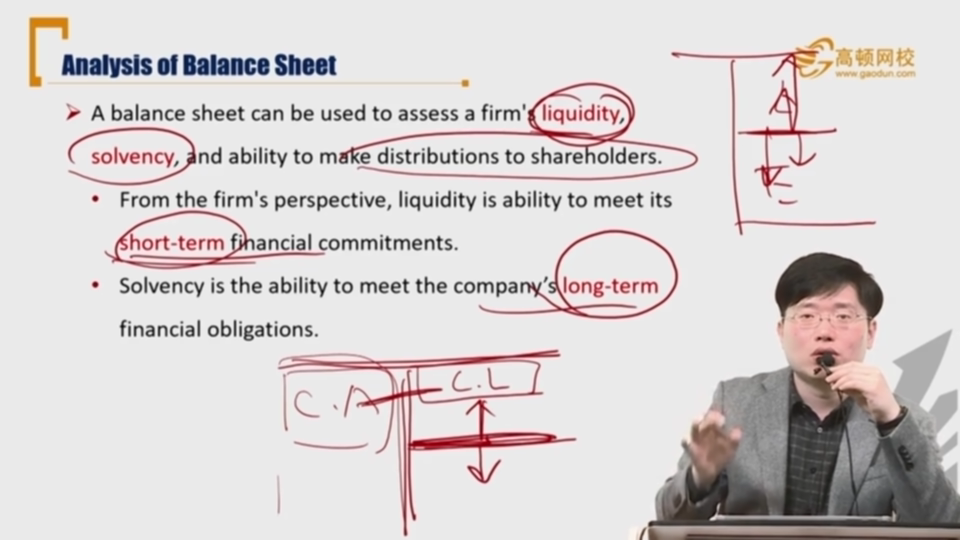 Analysis of Balance Sheet
高顿网校
www.gaodun.com
➤ A balance sheet can be used to assess a firm's liquidity,
solvency, and ability to make distributions to shareholders.
• From the firm's perspective, liquidity is ability to meet its
short-term financial commitments.
• Solvency is the ability to meet the company's long-term
financial obligations.
A
E
C.A
C.L